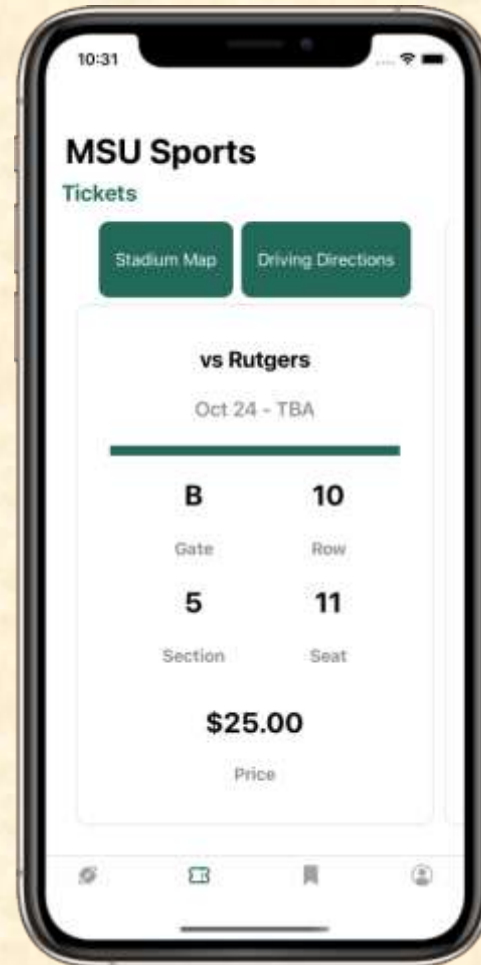 10:31
MSU Sports
Tickets
Stadium Map Driving Directions
vs Rutgers
Oct 24 - TBA
B 10
Gate Row
5 11
Section Seat
$25.00
Price